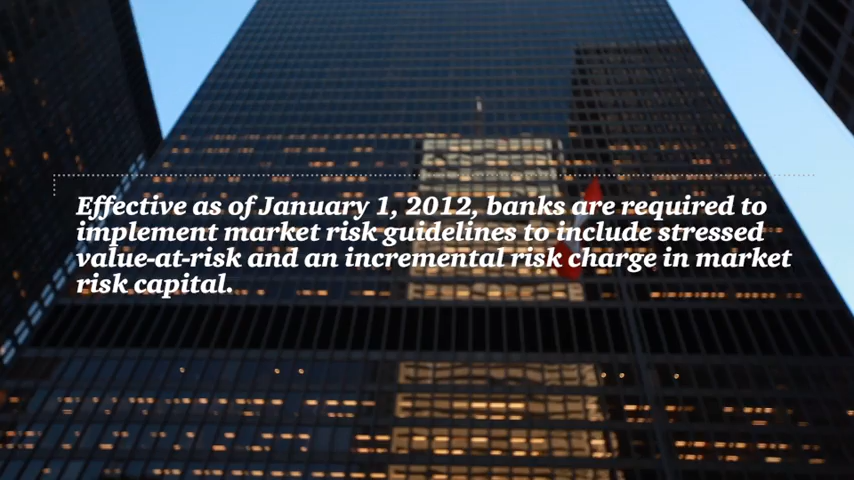 Effective as of January 1, 2012, banks are required to
implement market risk guidelines to include stressed
value-at-risk and an incremental risk charge in market
risk capital.